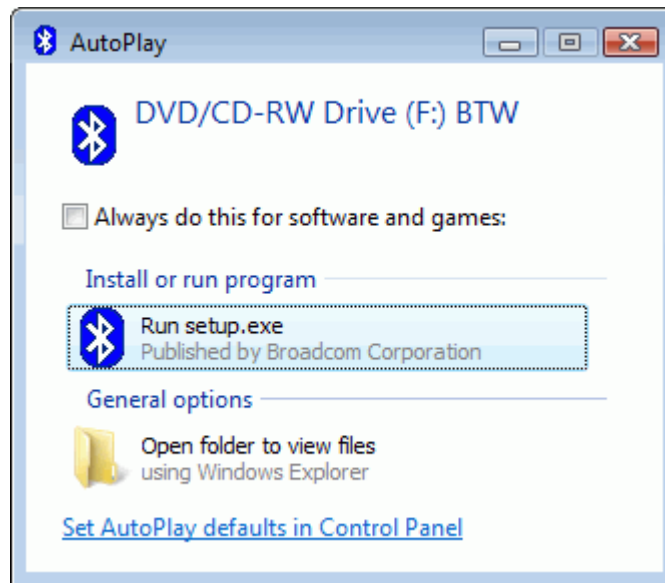 AutoPlay
DVD/CD-RW Drive (F:) BTW
Always do this for software and games:
Install or run program
Run setup.exe
Published by Broadcom Corporation
General options
Open folder to view files
using Windows Explorer
Set AutoPlay defaults in Control Panel